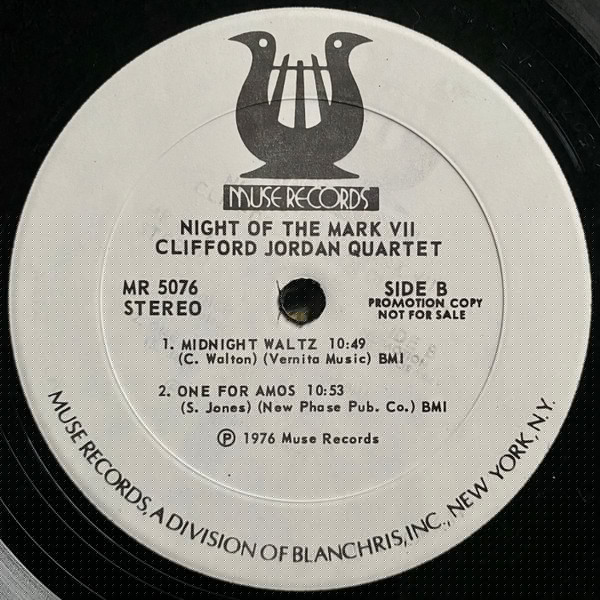 MUSE RECORDS
NIGHT OF THE MARK VII
CLIFFORD JORDAN QUARTET
MR 5076
STEREO
SIDE B
PROMOTION COPY
NOT FOR SALE
1. MIDNIGHT WALTZ 10:49
(C. Walton) (Vernita Music) BMI
2. ONE FOR AMOS 10:53
(S. Jones) (New Phase Pub. Co.) BMI
Ⓟ 1976 Muse Records
MUSE RECORDS, A DIVISION OF BLANCHRIS, INC., NEW YORK, N.Y.